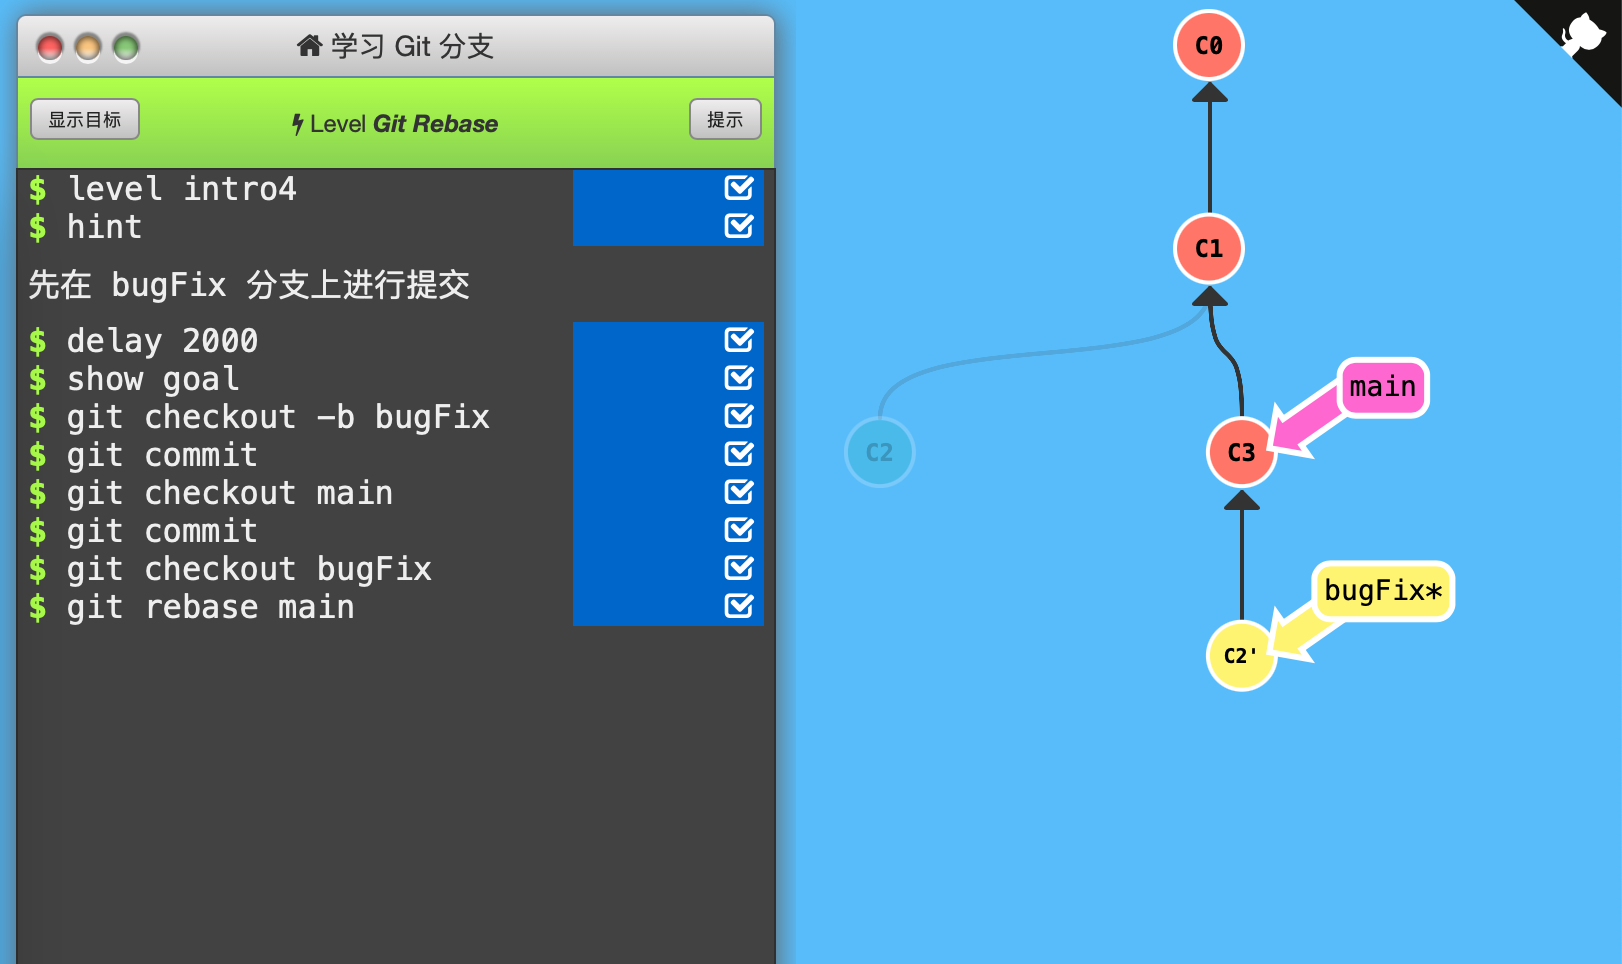 学习 Git 分支
显示目标
Level Git Rebase
提示
$ level intro4
$ hint
先在 bugFix 分支上进行提交
$ delay 2000
$ show goal
$ git checkout -b bugFix
$ git commit
$ git checkout main
$ git commit
$ git checkout bugFix
$ git rebase main
C0
C1
main
C2
C3
bugFix*
C2'